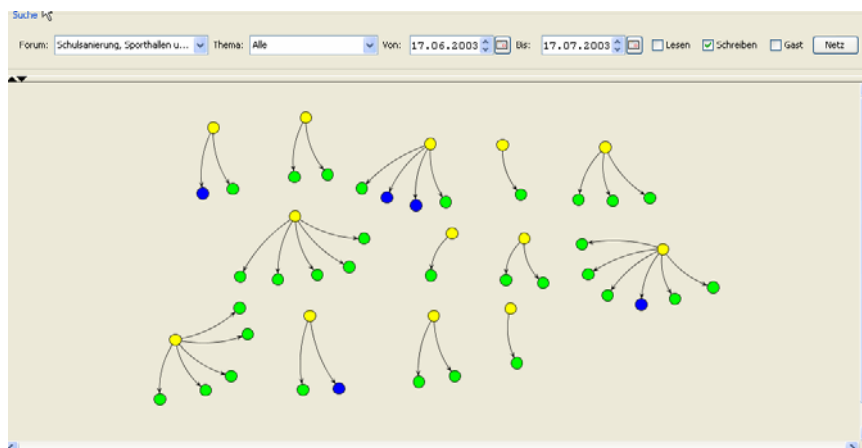 Suche
Forum: Schulsanierung, Sporthallen u... Thema: Alle Von: 17.06.2003 Bis: 17.07.2003 Lesen Schreiben Gast Netz